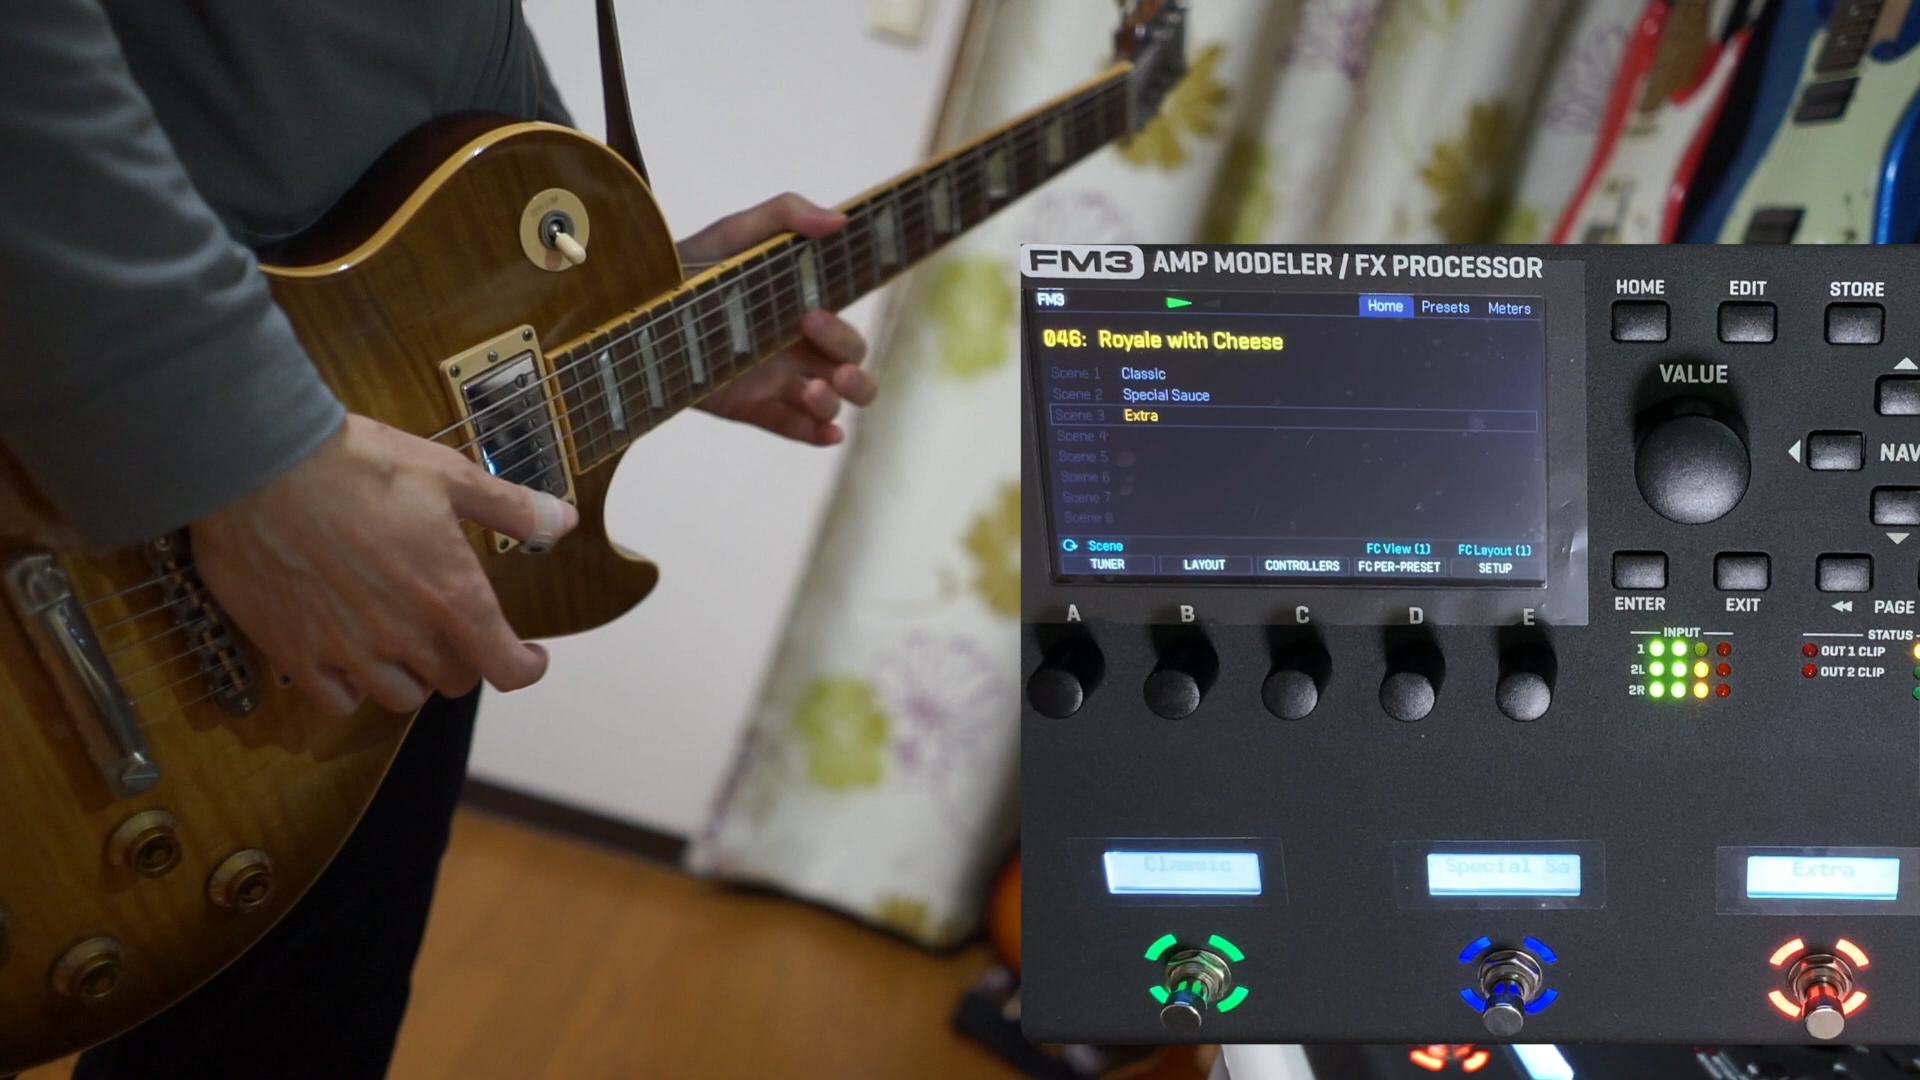 FM3 AMP MODELER / FX PROCESSOR
FM3 Home Presets Meters
046: Royale with Cheese
Scene 1 Classic
Scene 2 Special Sauce
Scene 3 Extra
Scene 4
Scene 5
Scene 6
Scene 7
Scene 8
Scene FC View (1) FC Layout (1)
TUNER LAYOUT CONTROLLERS FC PER-PRESET SETUP
A B C D E
HOME EDIT STORE
VALUE
NAV
ENTER EXIT PAGE
INPUT
1
2L
2R
STATUS
OUT 1 CLIP
OUT 2 CLIP
Classic Special Sa Extra